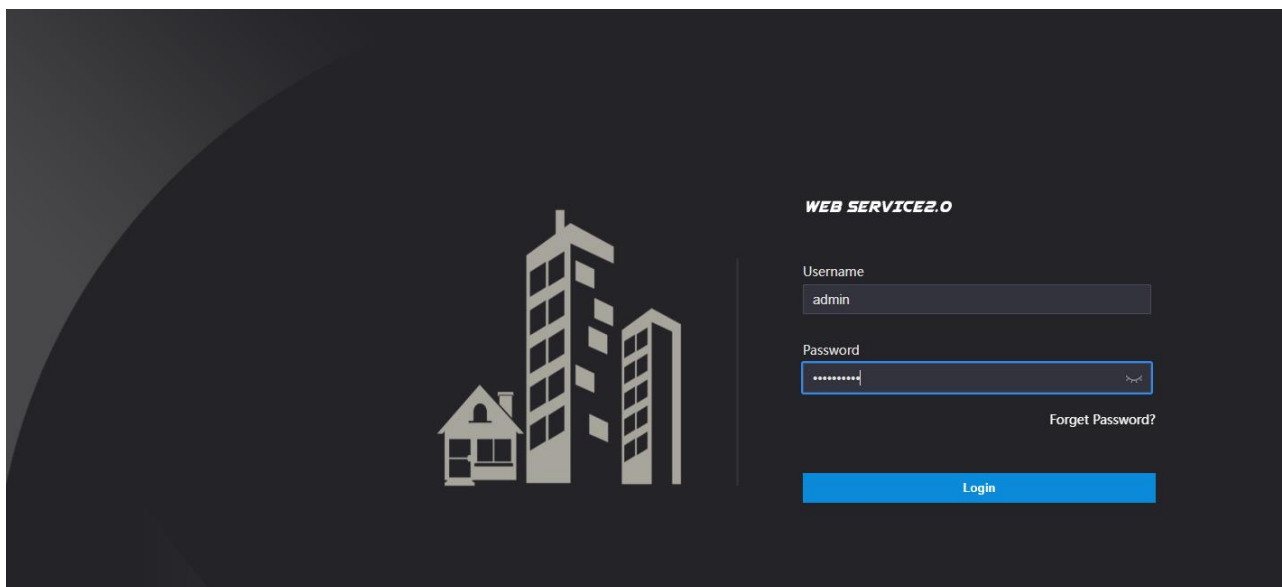 WEB SERVICE2.0
Username
admin
Password
••••••••••
Forget Password?
Login